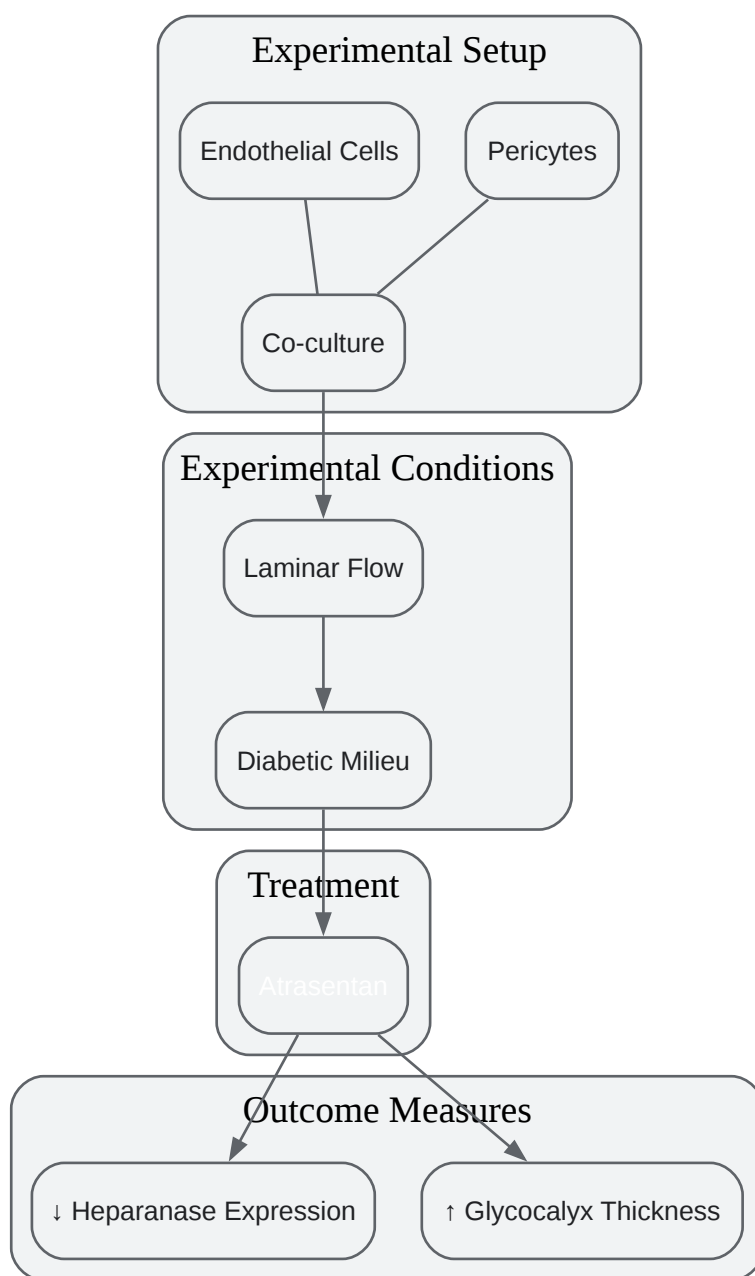 Experimental Setup
Endothelial Cells
Pericytes
Co-culture
Experimental Conditions
Laminar Flow
Diabetic Milieu
Treatment
Atrasentan
Outcome Measures
↓ Heparanase Expression
↑ Glycocalyx Thickness